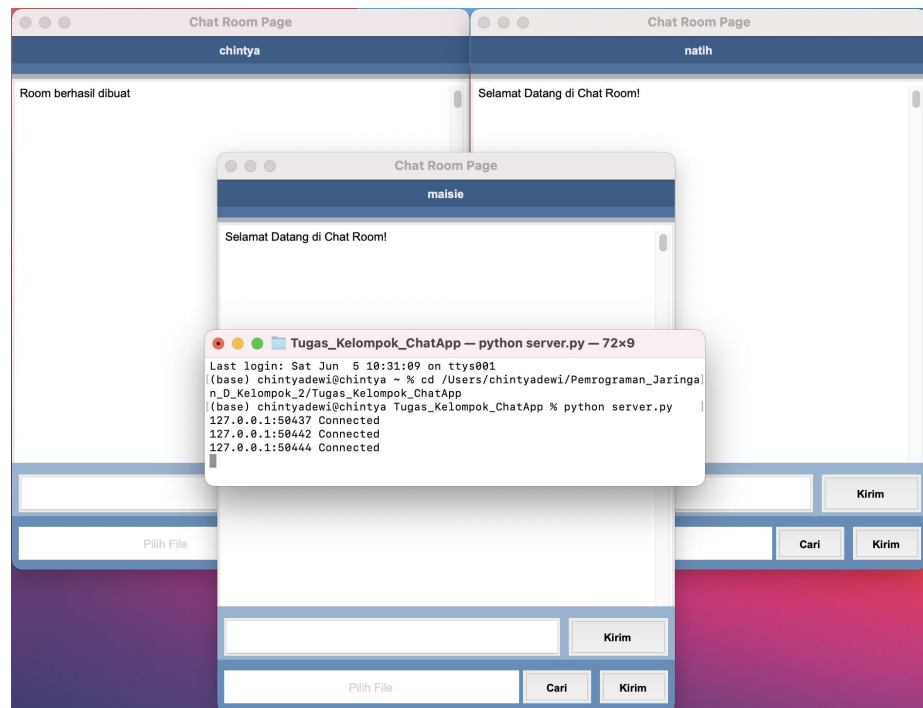 Chat Room Page
chintya
Room berhasil dibuat
Pilih File
Chat Room Page
natih
Selamat Datang di Chat Room!
Kirim
Cari
Kirim
Chat Room Page
maisie
Selamat Datang di Chat Room!
Kirim
Pilih File
Cari
Kirim
Tugas_Kelompok_ChatApp — python server.py — 72×9
Last login: Sat Jun  5 10:31:09 on ttys001
[(base) chintyadewi@chintya ~ % cd /Users/chintyadewi/Pemrograman_Jaringa]
n_D_Kelompok_2/Tugas_Kelompok_ChatApp
[(base) chintyadewi@chintya Tugas_Kelompok_ChatApp % python server.py ]
127.0.0.1:50437 Connected
127.0.0.1:50442 Connected
127.0.0.1:50444 Connected